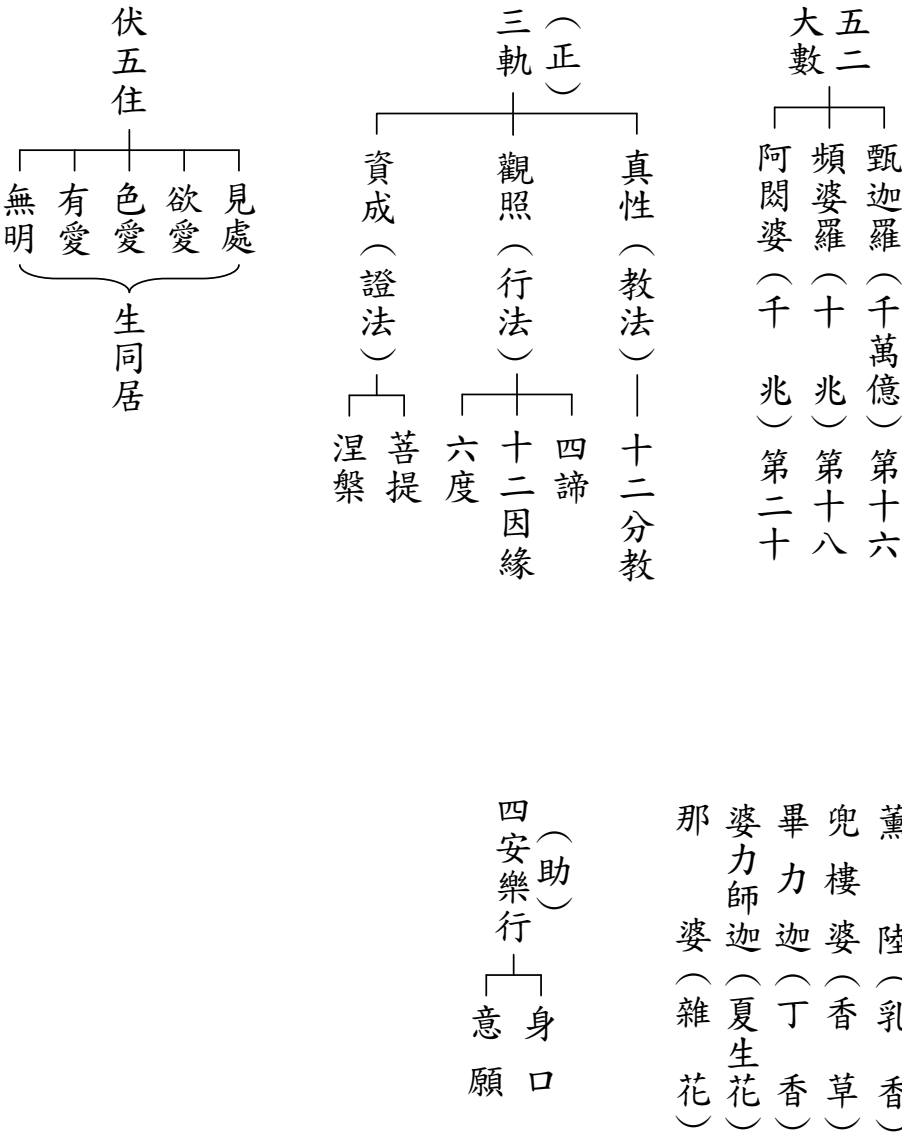 五二
大數
甄迦羅（千萬億）第十六
頻婆羅（十　兆）第十八
阿閦婆（千　兆）第二十
（正）
三軌
真性（教法）
十二分教
觀照（行法）
四諦
十二因緣
六度
資成（證法）
菩提
涅槃
伏五住
見處
欲愛
色愛
有愛
無明
生同居
薰　陸（乳　香）
兜樓婆（香　草）
畢力迦（丁　香）
婆力師迦（夏生花）
那　婆（雜　花）
（助）
四安樂行
身口
意願